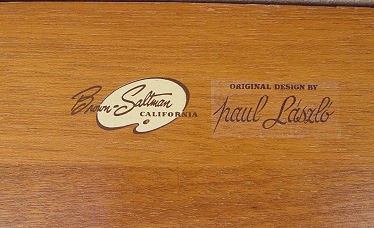 Brown-Saltman
CALIFORNIA
ORIGINAL DESIGN BY
paul László